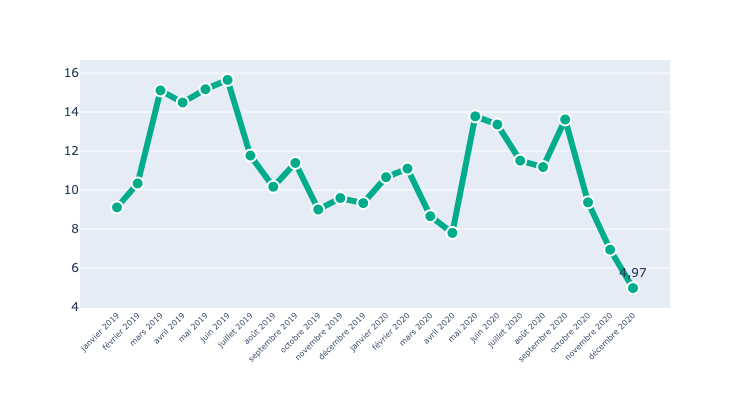 16
14
12
10
8
6
4
4.97
janvier 2019
février 2019
mars 2019
avril 2019
mai 2019
juin 2019
juillet 2019
août 2019
septembre 2019
octobre 2019
novembre 2019
décembre 2019
janvier 2020
février 2020
mars 2020
avril 2020
mai 2020
juin 2020
juillet 2020
août 2020
septembre 2020
octobre 2020
novembre 2020
décembre 2020